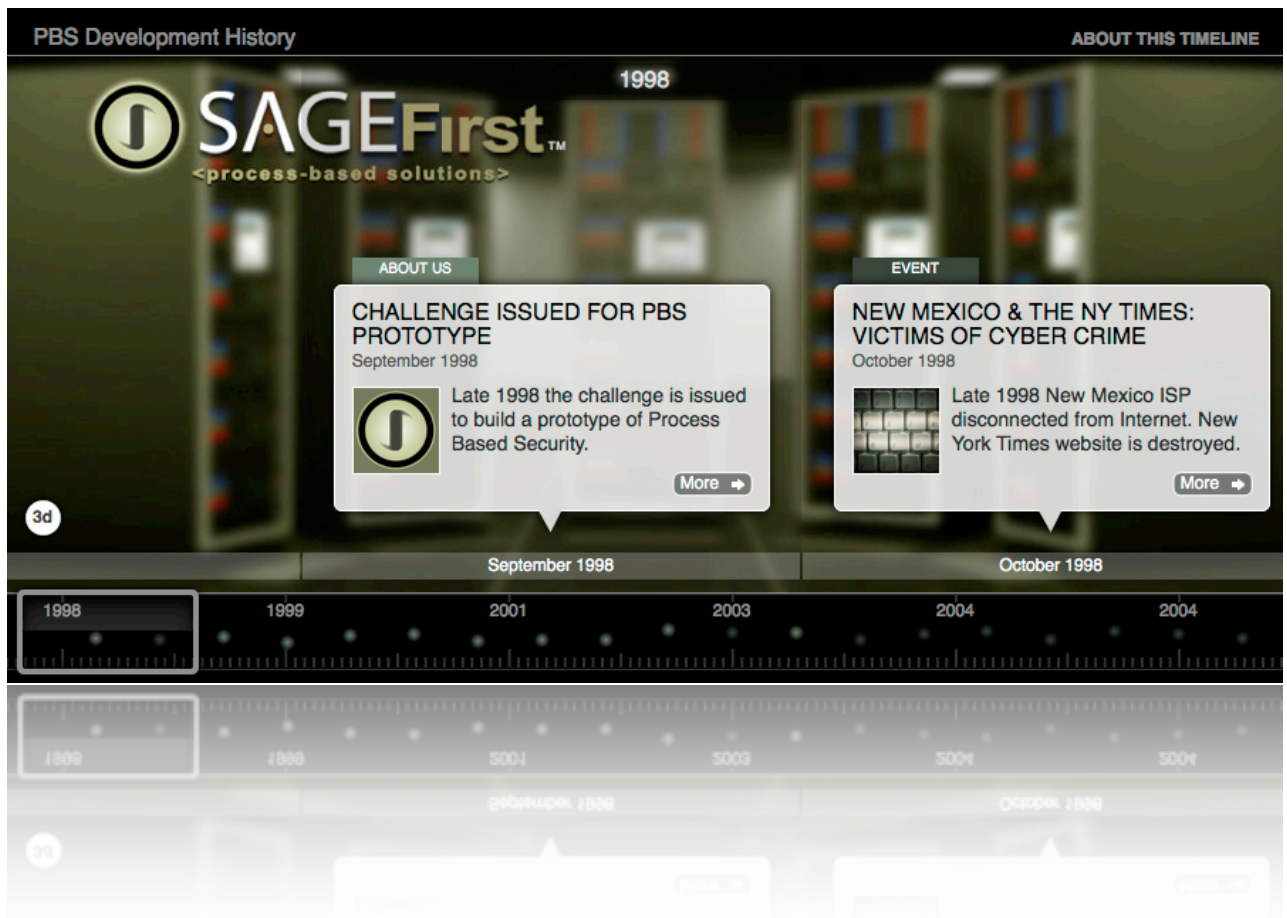 PBS Development History
ABOUT THIS TIMELINE
1998
SAGEFirst™
<process-based solutions>
ABOUT US
CHALLENGE ISSUED FOR PBS
PROTOTYPE
September 1998
Late 1998 the challenge is issued
to build a prototype of Process
Based Security.
More
EVENT
NEW MEXICO & THE NY TIMES:
VICTIMS OF CYBER CRIME
October 1998
Late 1998 New Mexico ISP
disconnected from Internet. New
York Times website is destroyed.
More
3d
September 1998
October 1998
1998
1999
2001
2003
2004
2004